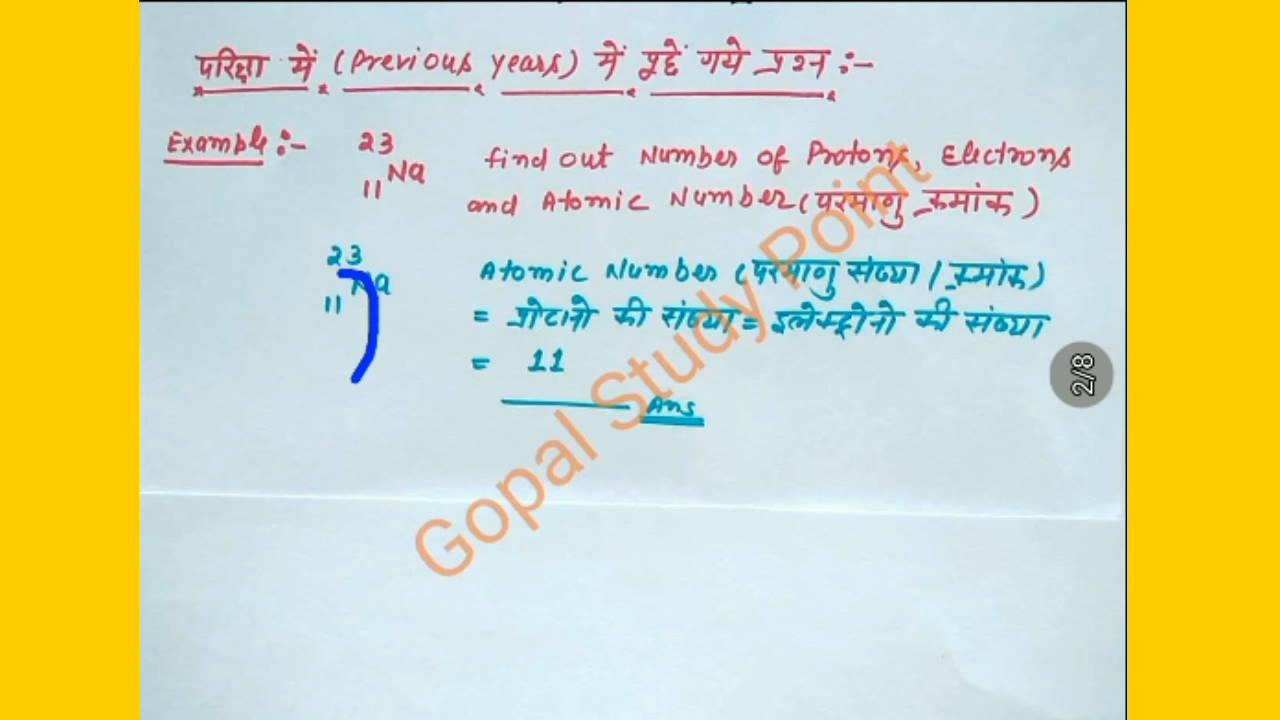 परिक्षा में (Previous years) में पूछे गये प्रश्न :-
Example :- 23 11 Na find out Number of Protons, Electrons
and Atomic Number (परमाणु क्रमांक)
23 11 Na Atomic Number (परमाणु संख्या / क्रमांक)
= प्रोटानो की संख्या = इलेक्ट्रोनो की संख्या
= 11
Ans
Gopal Study Point
2/8